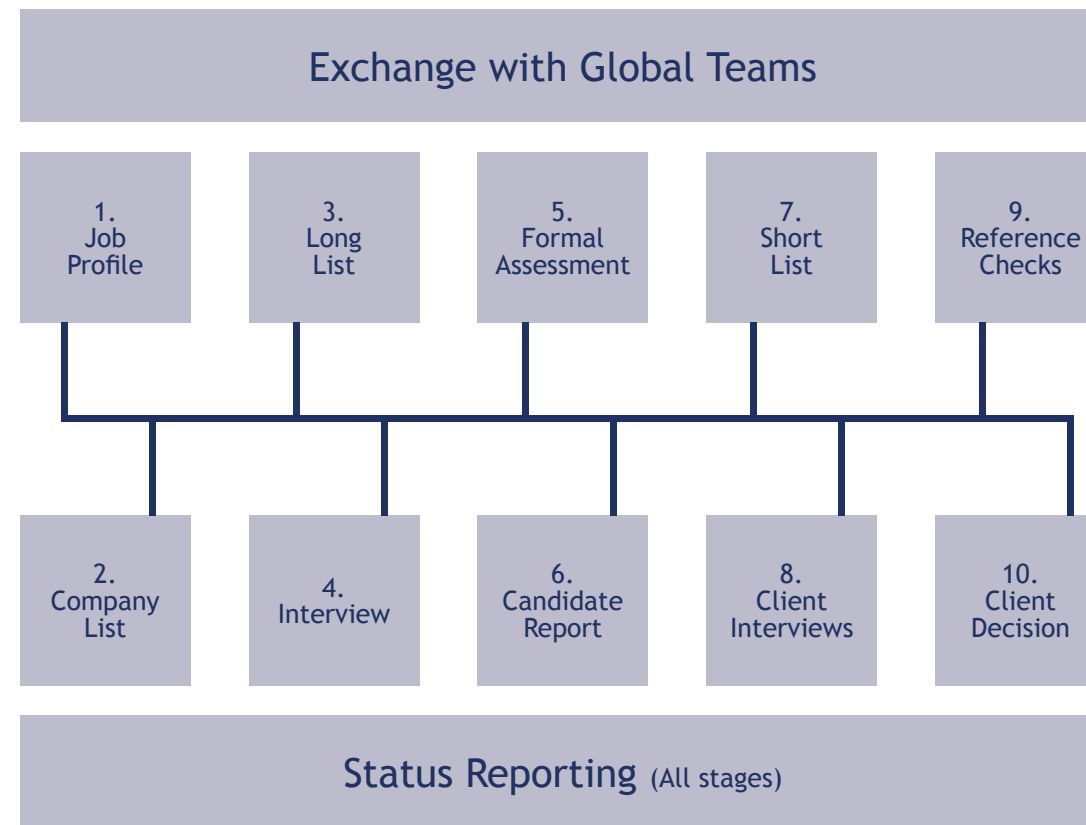 Exchange with Global Teams
1.
Job
Profile
3.
Long
List
5.
Formal
Assessment
7.
Short
List
9.
Reference
Checks
2.
Company
List
4.
Interview
6.
Candidate
Report
8.
Client
Interviews
10.
Client
Decision
Status Reporting (All stages)